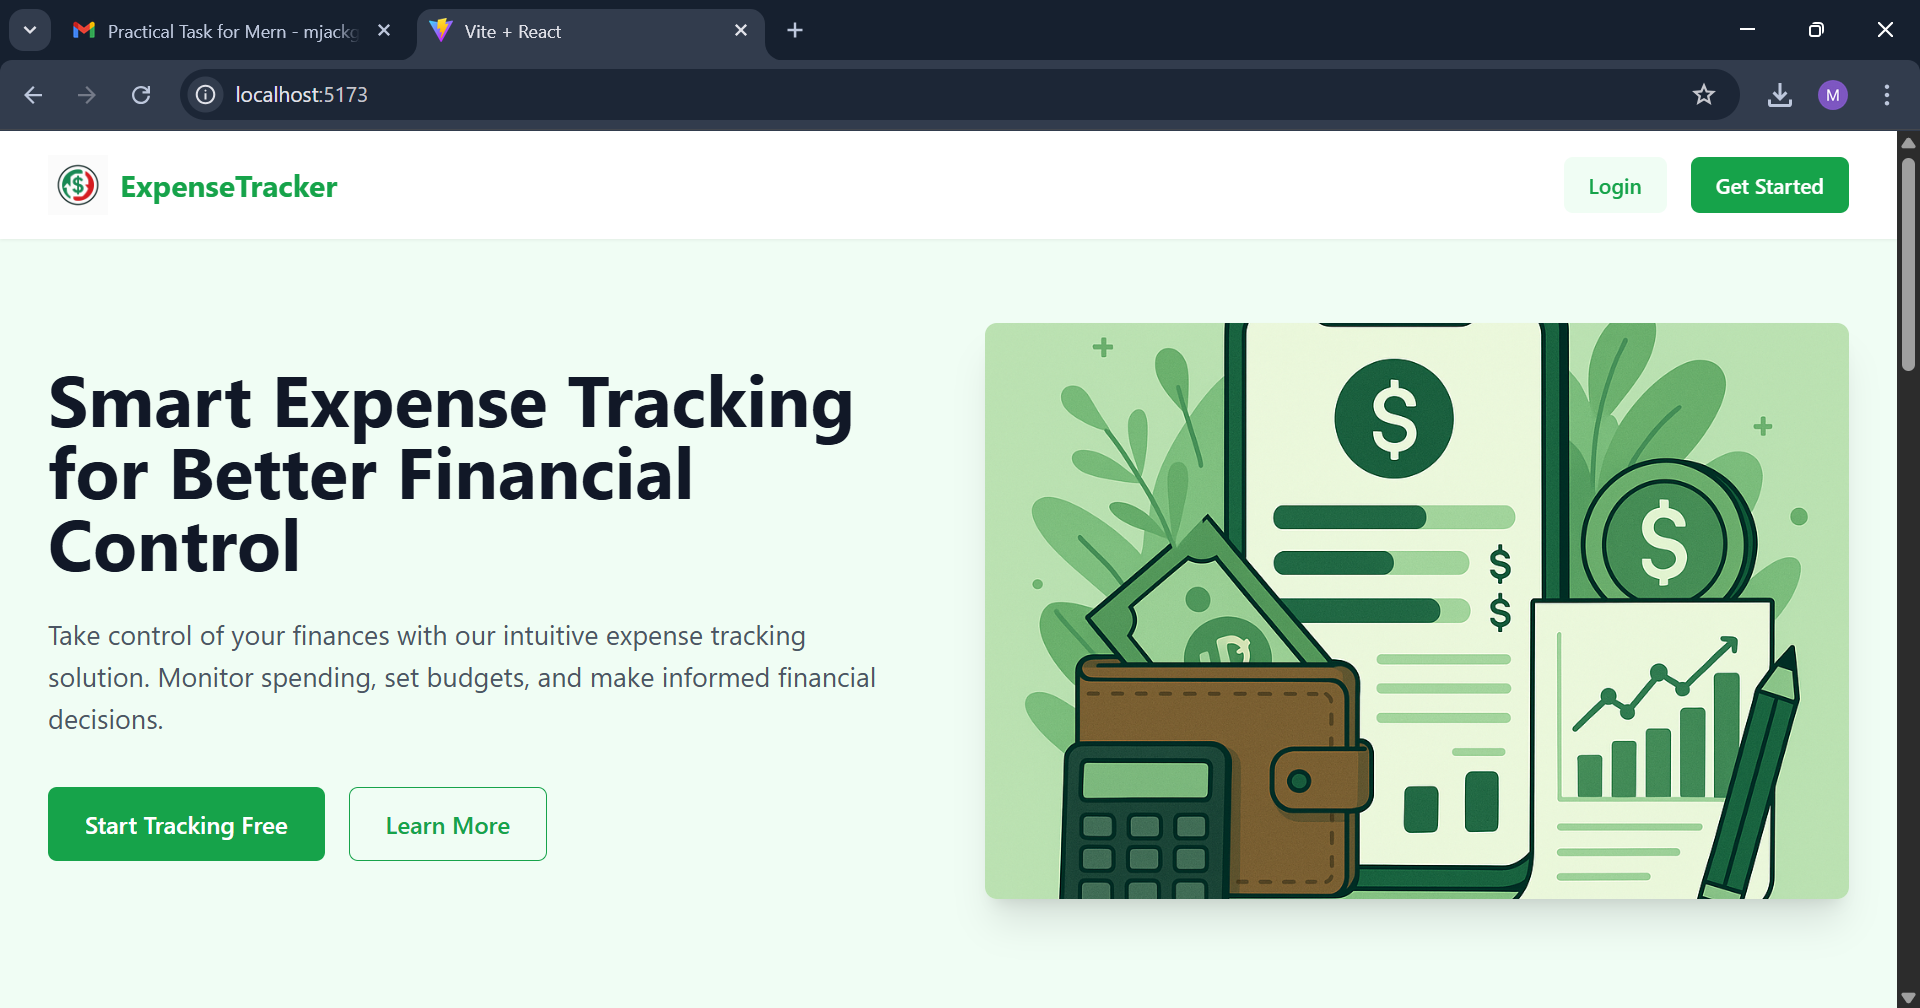 Practical Task for Mern - mjackg
Vite + React
localhost:5173
M
ExpenseTracker
Login
Get Started
Smart Expense Tracking
for Better Financial
Control
Take control of your finances with our intuitive expense tracking
solution. Monitor spending, set budgets, and make informed financial
decisions.
Start Tracking Free
Learn More
$
$
$
$
$